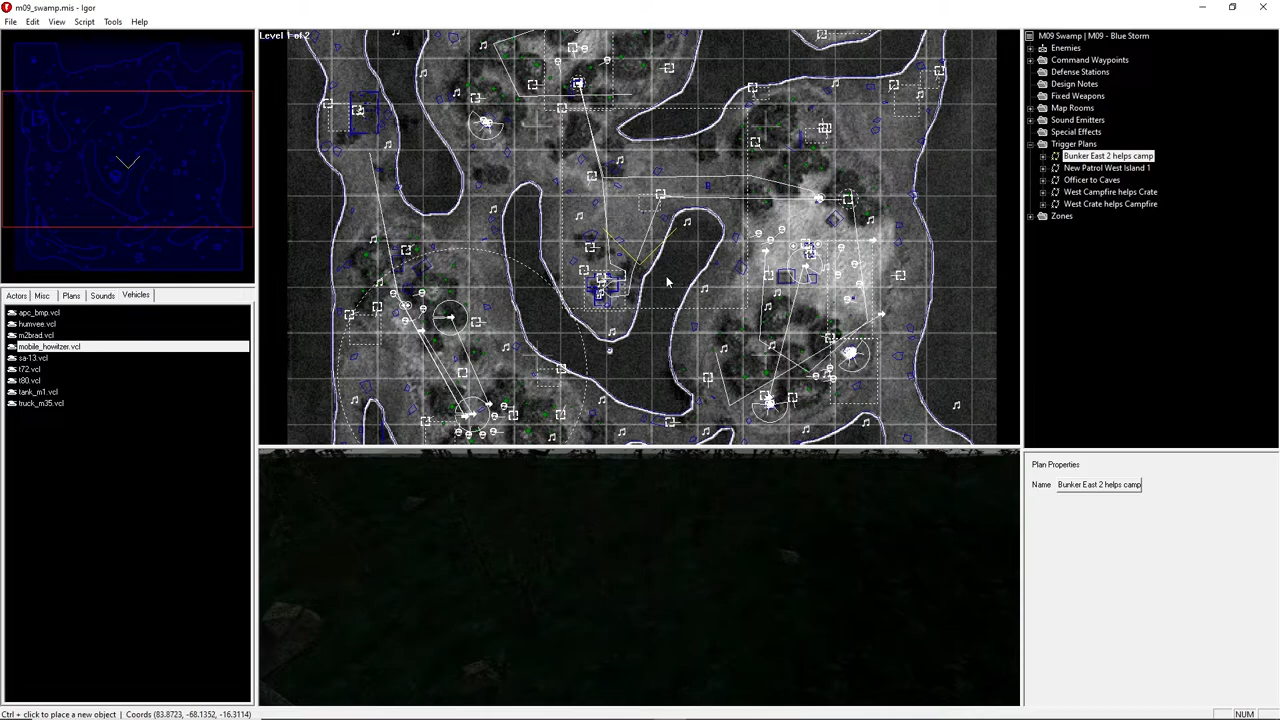 m09_swamp.mis - Igor
File Edit View Script Tools Help
Level 1 of 2
Actors Misc Plans Sounds Vehicles
apc_bmp.vcl
humvee.vcl
m2brad.vcl
mobile_howitzer.vcl
sa-13.vcl
t72.vcl
t80.vcl
tank_m1.vcl
truck_m35.vcl
M09 Swamp | M09 - Blue Storm
Enemies
Command Waypoints
Defense Stations
Design Notes
Fixed Weapons
Map Rooms
Sound Emitters
Special Effects
Trigger Plans
Bunker East 2 helps camp
New Patrol West Island 1
Officer to Caves
West Campfire helps Crate
West Crate helps Campfire
Zones
Plan Properties
Name Bunker East 2 helps camp
Ctrl + click to place a new object | Coords (83.8723, -68.1352, -16.3114)
NUM